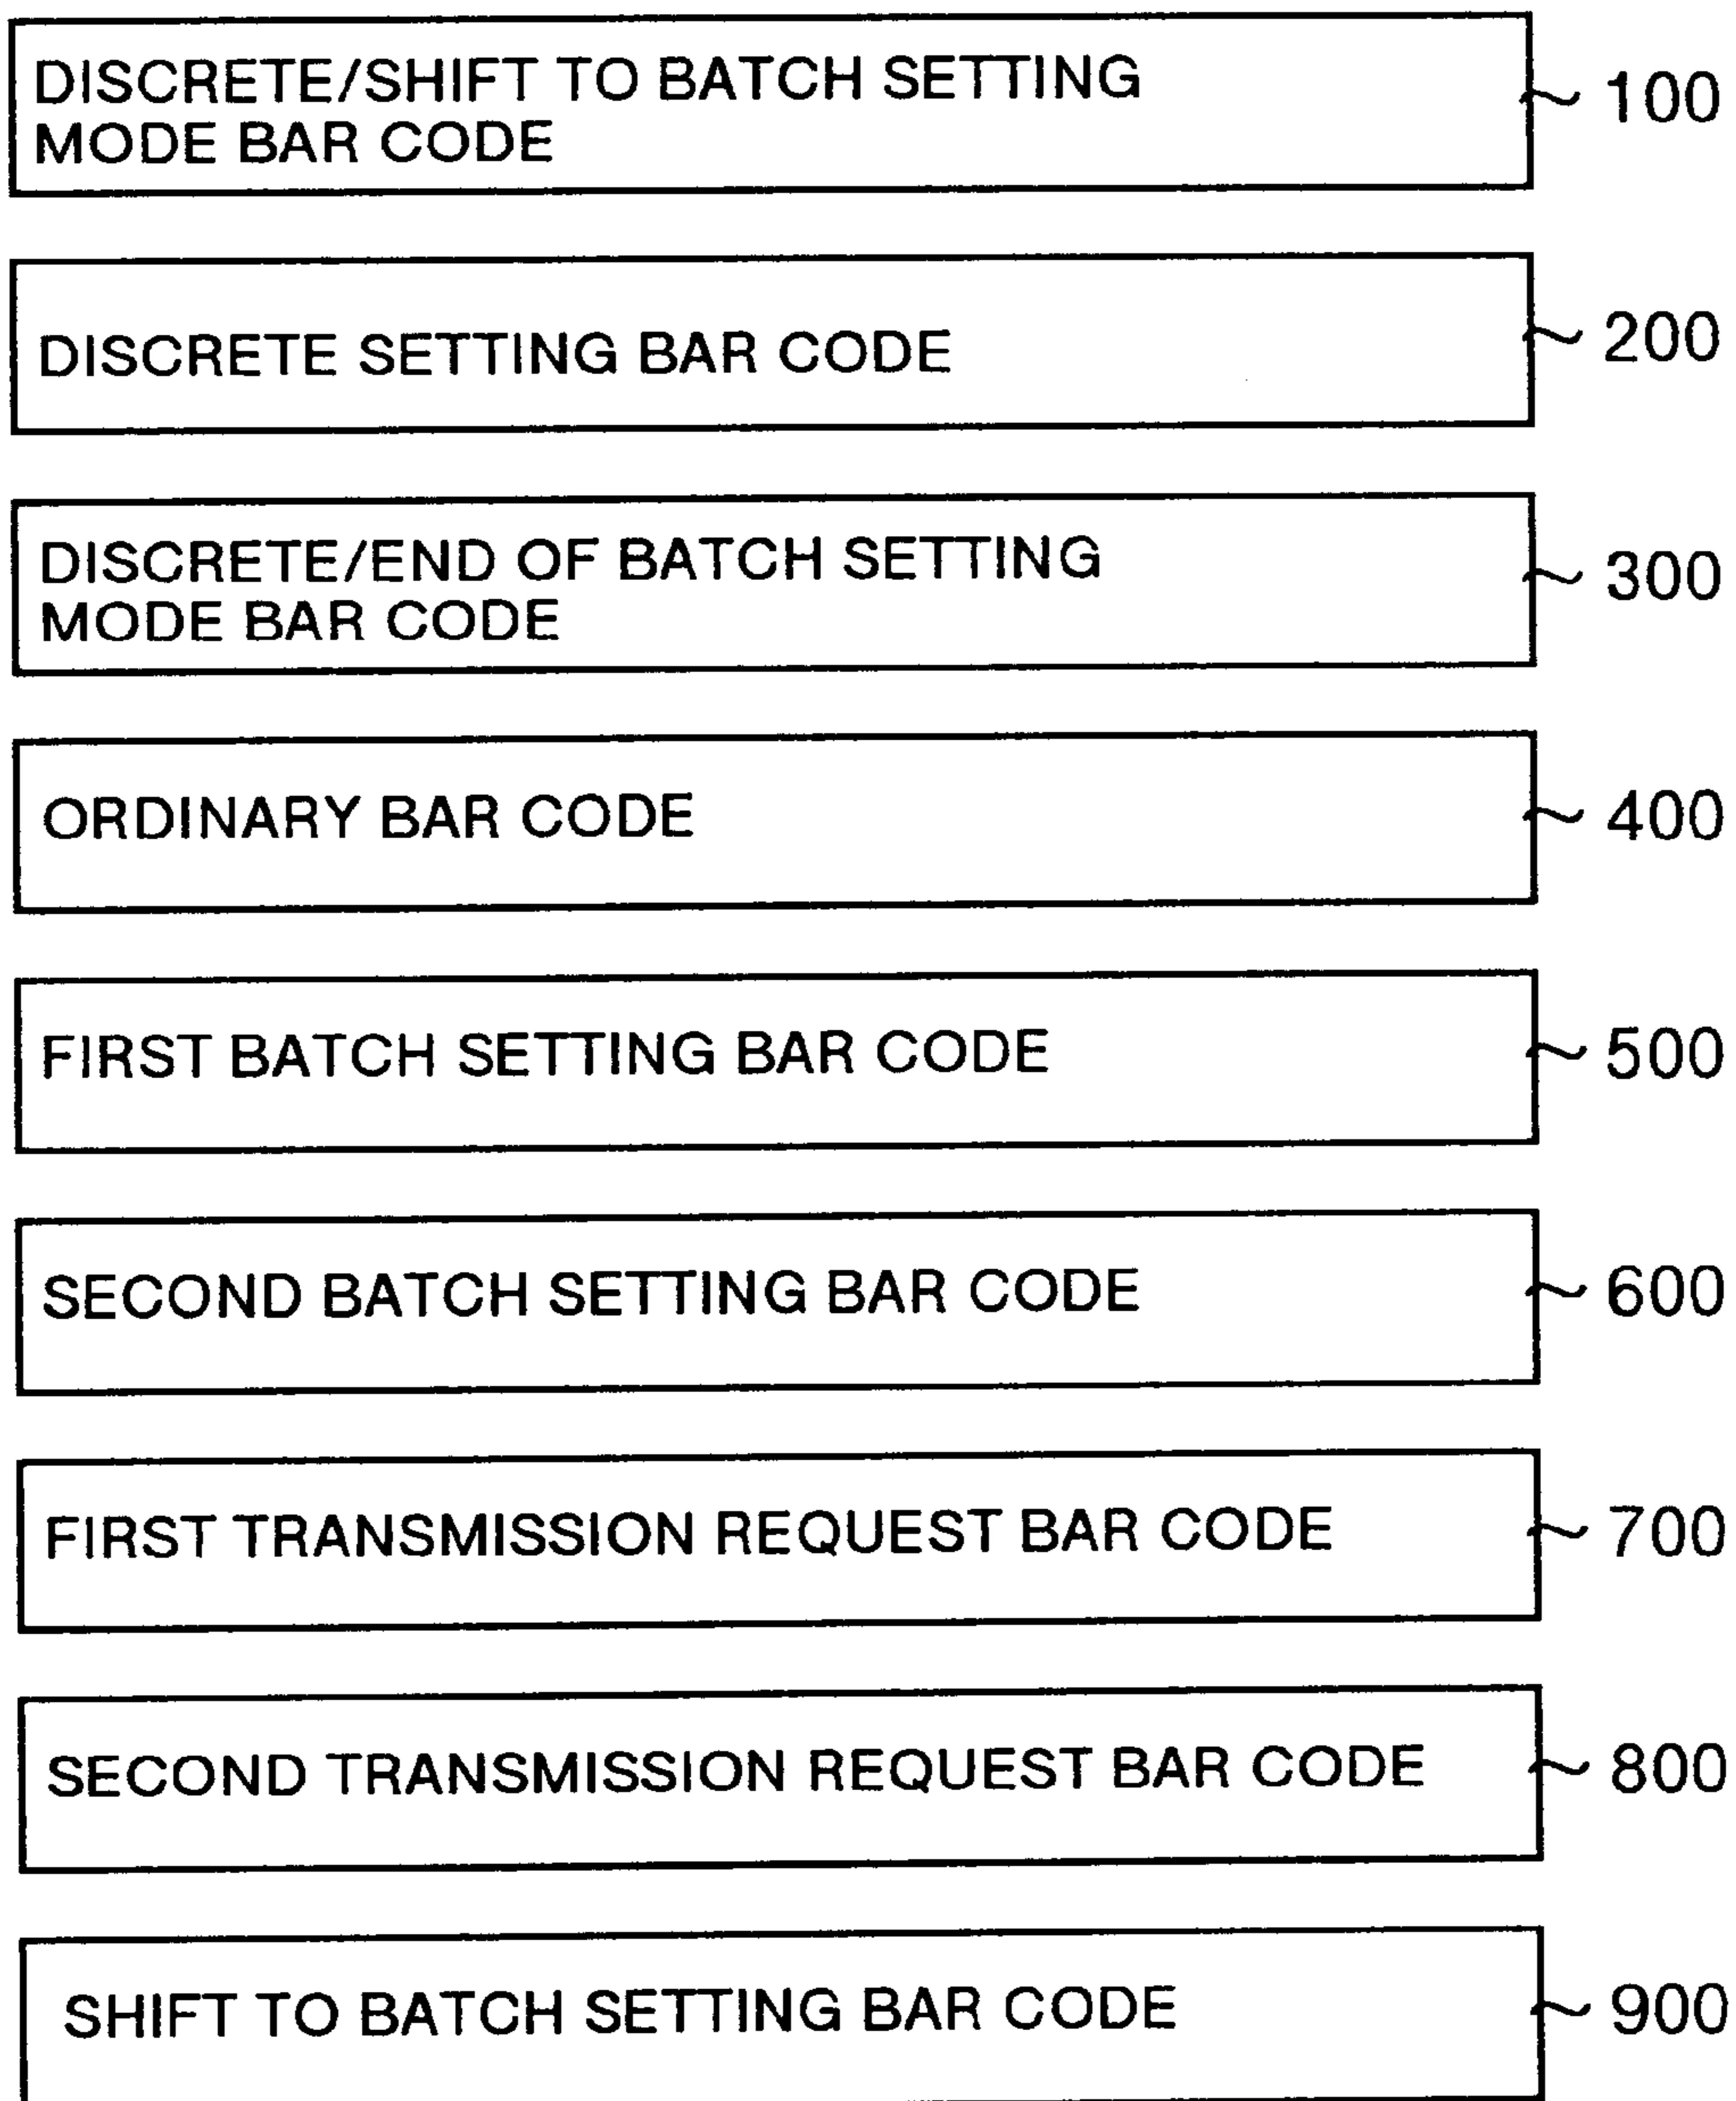 DISCRETE/SHIFT TO BATCH SETTING
MODE BAR CODE
100
DISCRETE SETTING BAR CODE
200
DISCRETE/END OF BATCH SETTING
MODE BAR CODE
300
ORDINARY BAR CODE
400
FIRST BATCH SETTING BAR CODE
500
SECOND BATCH SETTING BAR CODE
600
FIRST TRANSMISSION REQUEST BAR CODE
700
SECOND TRANSMISSION REQUEST BAR CODE
800
SHIFT TO BATCH SETTING BAR CODE
900